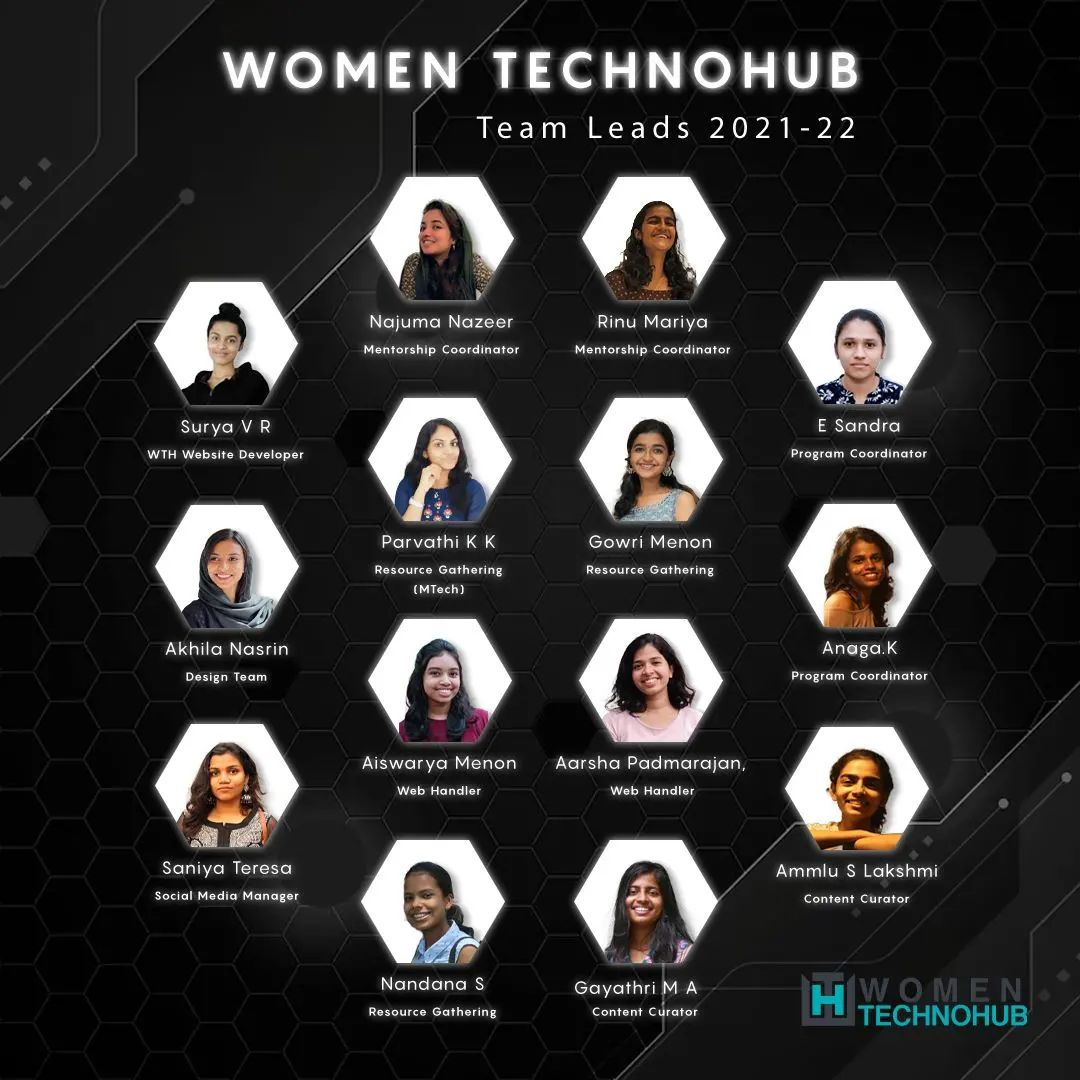 WOMEN TECHNOHUB
Team Leads 2021-22
Najuma Nazeer
Mentorship Coordinator
Rinu Mariya
Mentorship Coordinator
Surya V R
WTH Website Developer
E Sandra
Program Coordinator
Parvathi K K
Resource Gathering
(MTech)
Gowri Menon
Resource Gathering
Akhila Nasrin
Design Team
Anaga.K
Program Coordinator
Aiswarya Menon
Web Handler
Aarsha Padmarajan,
Web Handler
Saniya Teresa
Social Media Manager
Ammlu S Lakshmi
Content Curator
Nandana S
Resource Gathering
Gayathri M A
Content Curator
HT WOMEN
TECHNOHUB